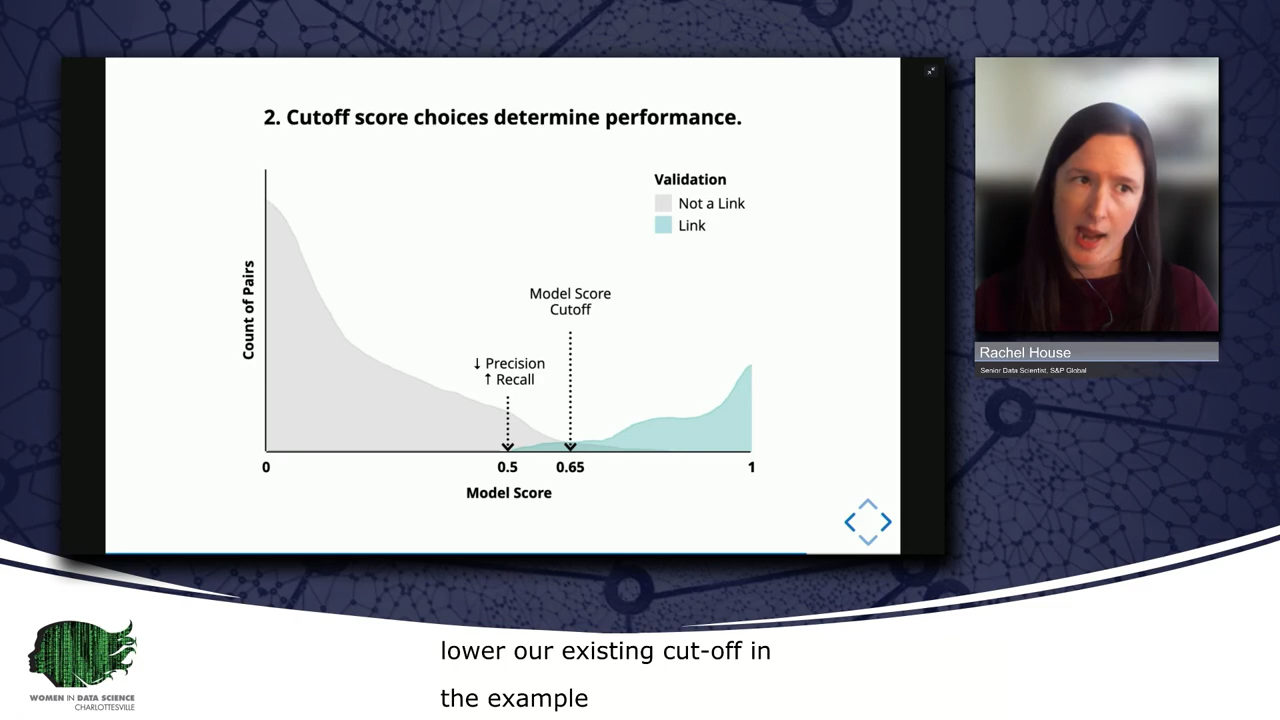 2. Cutoff score choices determine performance.
Validation
Not a Link
Link
Count of Pairs
Model Score
Cutoff
↓ Precision
↑ Recall
0
0.5
0.65
1
Model Score
Rachel House
Senior Data Scientist, S&P Global
lower our existing cut-off in
the example
WOMEN IN DATA SCIENCE
CHARLOTTESVILLE